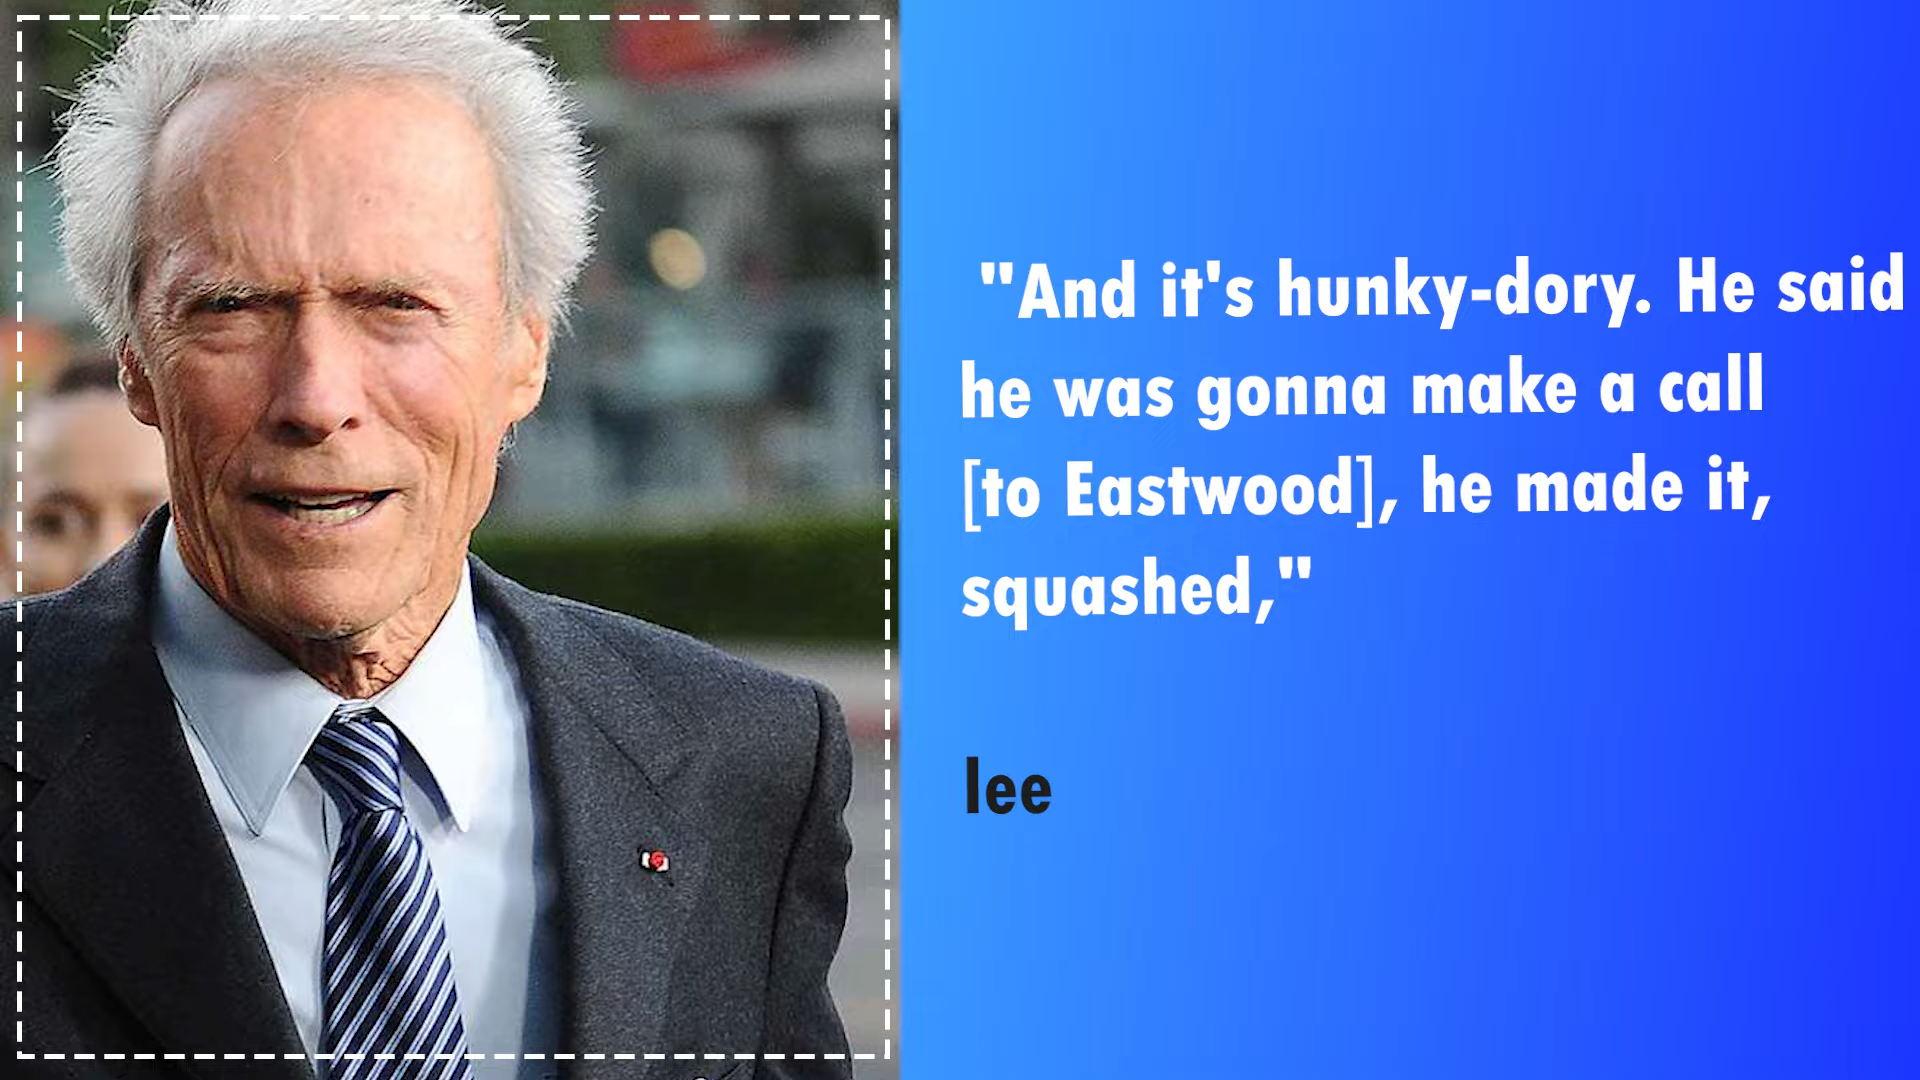 "And it's hunky-dory. He said
he was gonna make a call
[to Eastwood], he made it,
squashed,"
lee